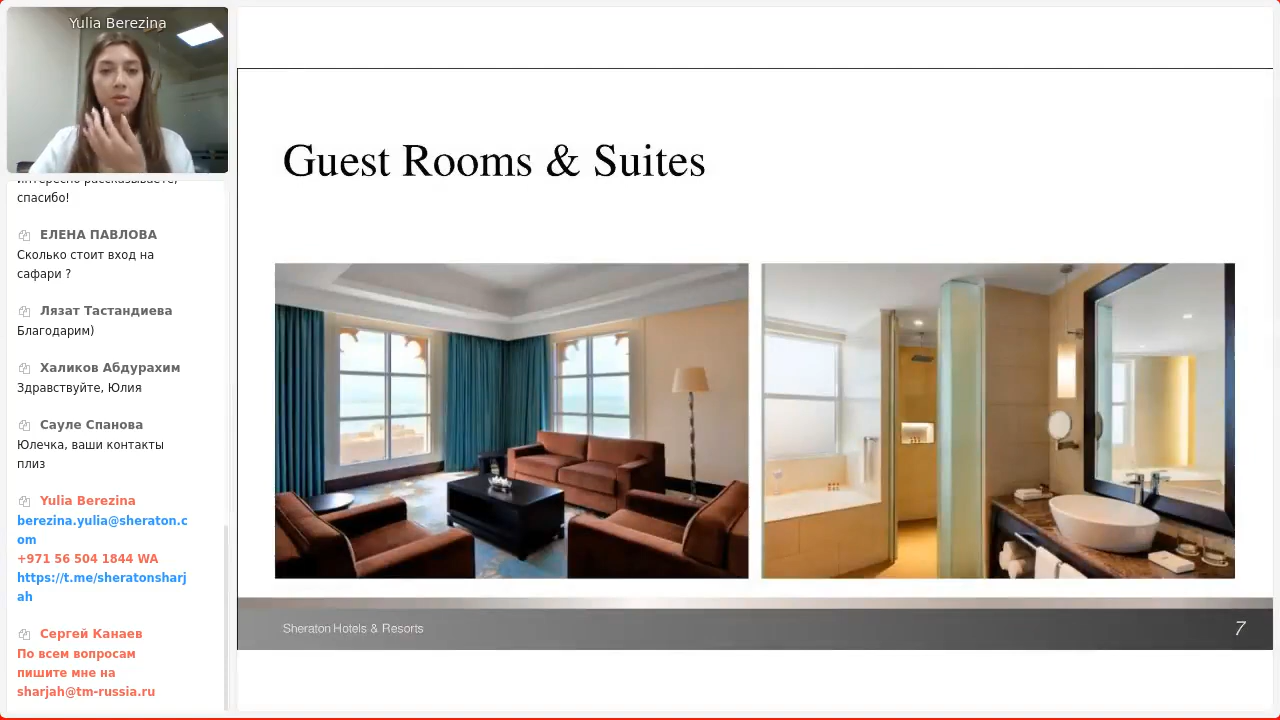 Yulia Berezina
интересно рассказываете,
спасибо!
ЕЛЕНА ПАВЛОВА
Сколько стоит вход на
сафари ?
Лязат Тастандиева
Благодарим)
Халиков Абдурахим
Здравствуйте, Юлия
Сауле Спанова
Юлечка, ваши контакты
плиз
Yulia Berezina
berezina.yulia@sheraton.c
om
+971 56 504 1844 WA
https://t.me/sheratonsharj
ah
Сергей Канаев
По всем вопросам
пишите мне на
sharjah@tm-russia.ru
Guest Rooms & Suites
Sheraton Hotels & Resorts
7